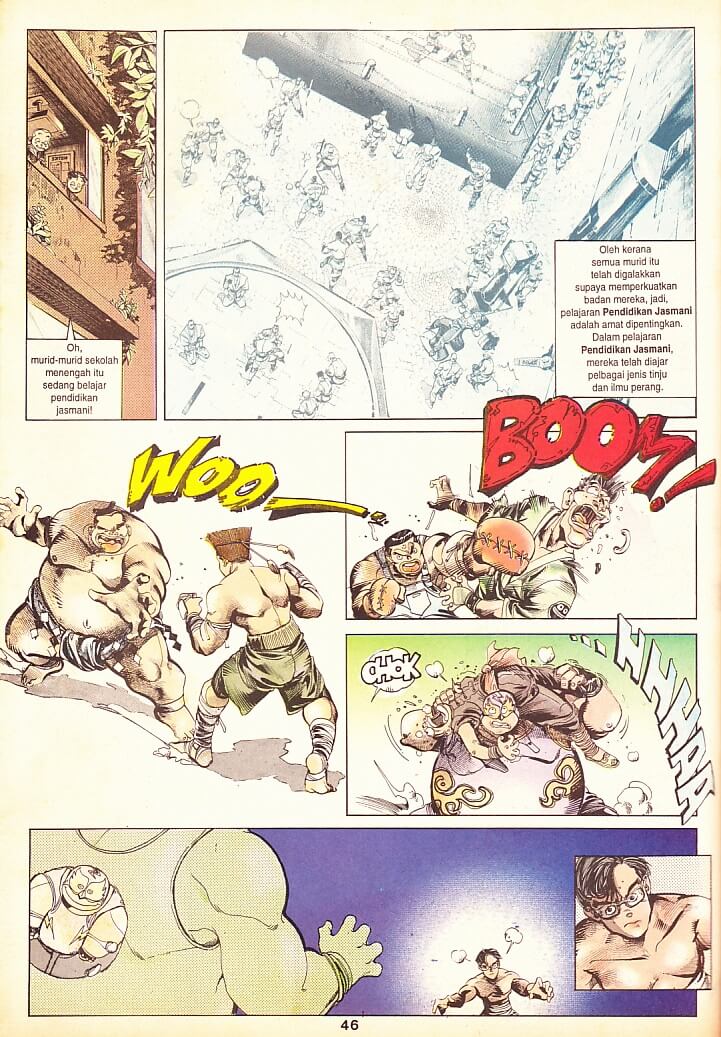 Oh,
murid-murid sekolah
menengah itu
sedang belajar
pendidikan
jasmani!
Oleh kerana
semua murid itu
telah digalakkan
supaya memperkuatkan
badan mereka, jadi,
pelajaran Pendidikan Jasmani
adalah amat dipentingkan.
Dalam pelajaran
Pendidikan Jasmani,
mereka telah diajar
pelbagai jenis tinju
dan ilmu perang.
WOO—!
BOOM!
OHOK
...HHHHAA
46